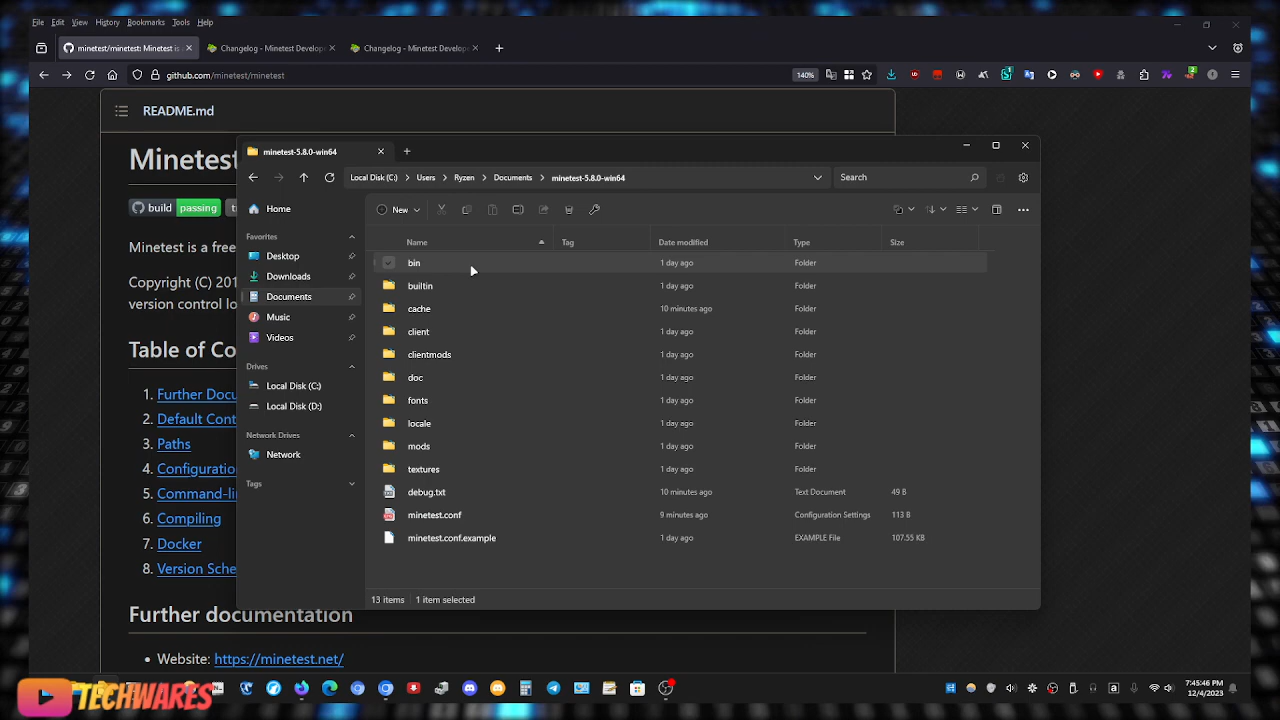 File Edit View History Bookmarks Tools Help
minetest/minetest: Minetest is
Changelog - Minetest Develop
Changelog - Minetest Develope
github.com/minetest/minetest
140%
README.md
Minetest
build passing
Minetest is a free
Copyright (C) 201
version control lo
Table of Co
1. Further Docu
2. Default Cont
3. Paths
4. Configuratio
5. Command-li
6. Compiling
7. Docker
8. Version Sche
Further documentation
Website: https://minetest.net/
minetest-5.8.0-win64
Local Disk (C:) > Users > Ryzen > Documents > minetest-5.8.0-win64
Search
New
Home
Favorites
Desktop
Downloads
Documents
Music
Videos
Drives
Local Disk (C:)
Local Disk (D:)
Network Drives
Network
Tags
Name Tag Date modified Type Size
bin 1 day ago Folder
builtin 1 day ago Folder
cache 10 minutes ago Folder
client 1 day ago Folder
clientmods 1 day ago Folder
doc 1 day ago Folder
fonts 1 day ago Folder
locale 1 day ago Folder
mods 1 day ago Folder
textures 1 day ago Folder
debug.txt 10 minutes ago Text Document 49 B
minetest.conf 9 minutes ago Configuration Settings 113 B
minetest.conf.example 1 day ago EXAMPLE File 107.55 KB
13 items 1 item selected
TECHWARES
7:45:46 PM
12/4/2023